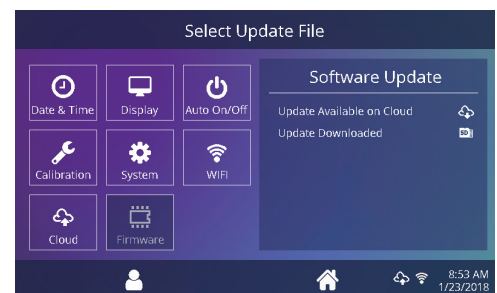 Select Update File
Date & Time
Display
Auto On/Off
Calibration
System
WIFI
Cloud
Firmware
Software Update
Update Available on Cloud
Update Downloaded
SD
8:53 AM
1/23/2018